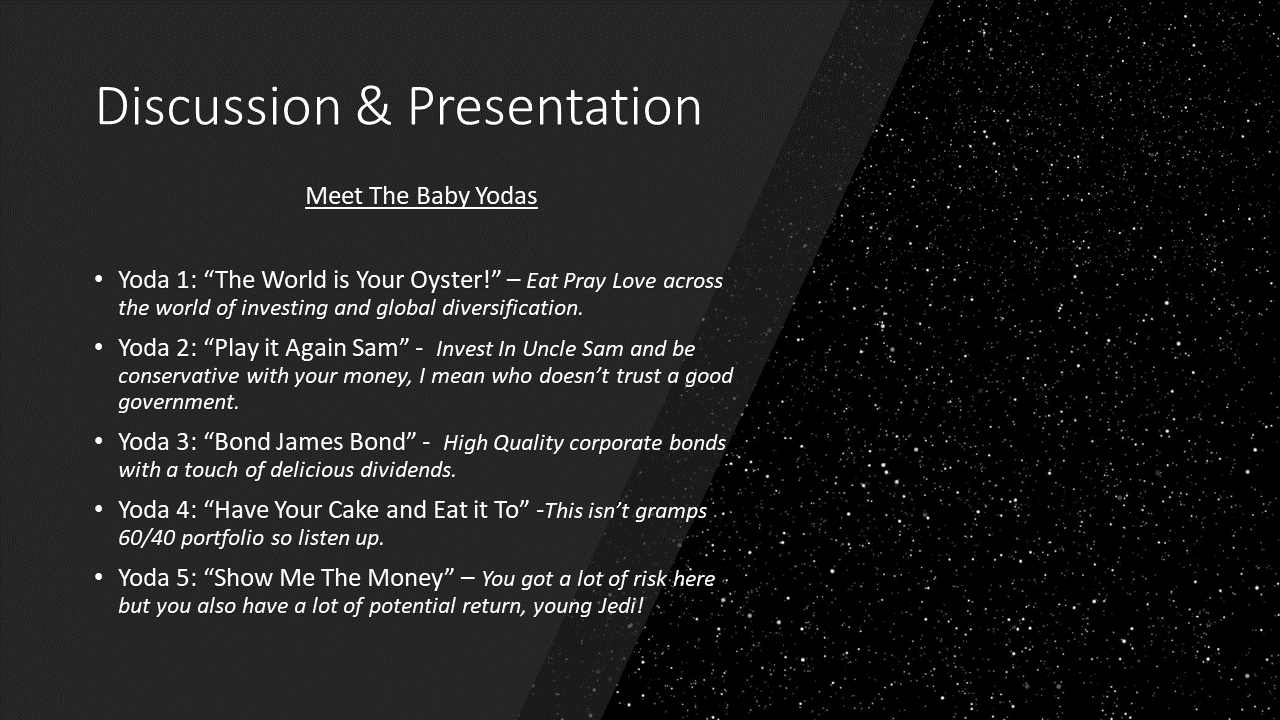 Discussion & Presentation
Meet The Baby Yodas
• Yoda 1: “The World is Your Oyster!” – Eat Pray Love across
the world of investing and global diversification.
• Yoda 2: “Play it Again Sam” -  Invest In Uncle Sam and be
conservative with your money, I mean who doesn’t trust a good
government.
• Yoda 3: “Bond James Bond” -  High Quality corporate bonds
with a touch of delicious dividends.
• Yoda 4: “Have Your Cake and Eat it To” -This isn’t gramps
60/40 portfolio so listen up.
• Yoda 5: “Show Me The Money” – You got a lot of risk here
but you also have a lot of potential return, young Jedi!